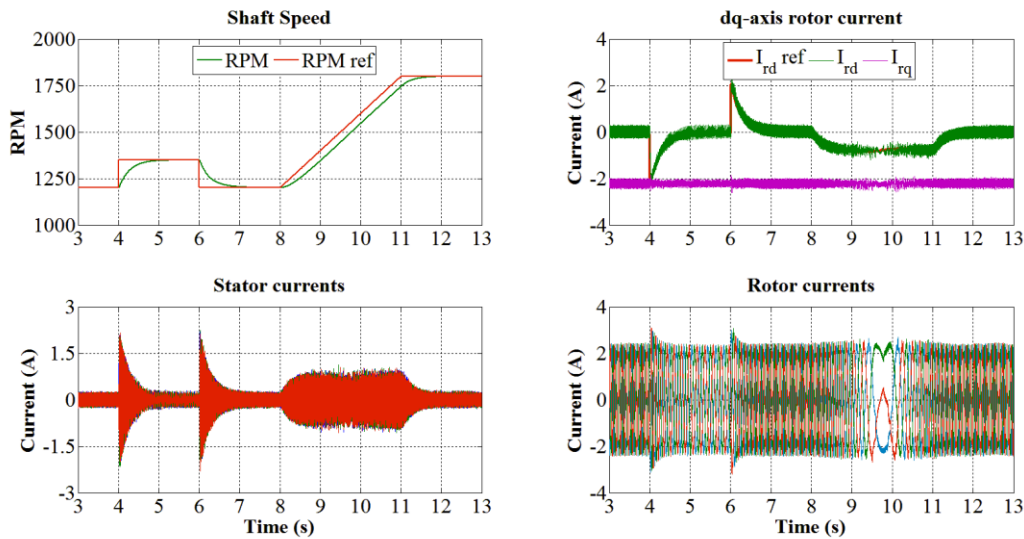 Shaft Speed
2000
1750
1500
1250
1000
RPM
RPM
RPM ref
3 4 5 6 7 8 9 10 11 12 13
dq-axis rotor current
4
2
0
-2
-4
Current (A)
Ird ref
Ird
Irq
3 4 5 6 7 8 9 10 11 12 13
Stator currents
3
1.5
0
-1.5
-3
Current (A)
3 4 5 6 7 8 9 10 11 12 13
Time (s)
Rotor currents
4
2
0
-2
-4
Current (A)
3 4 5 6 7 8 9 10 11 12 13
Time (s)